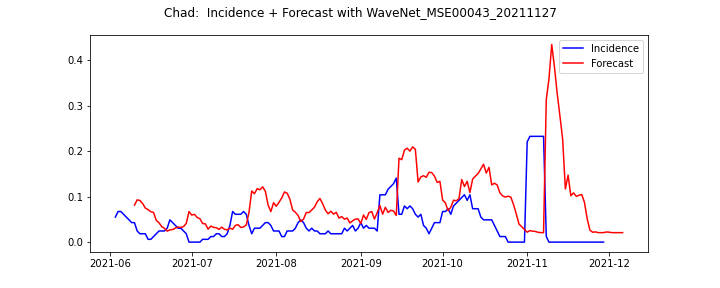 Chad:  Incidence + Forecast with WaveNet_MSE00043_20211127
Incidence
Forecast
0.4
0.3
0.2
0.1
0.0
2021-06 2021-07 2021-08 2021-09 2021-10 2021-11 2021-12